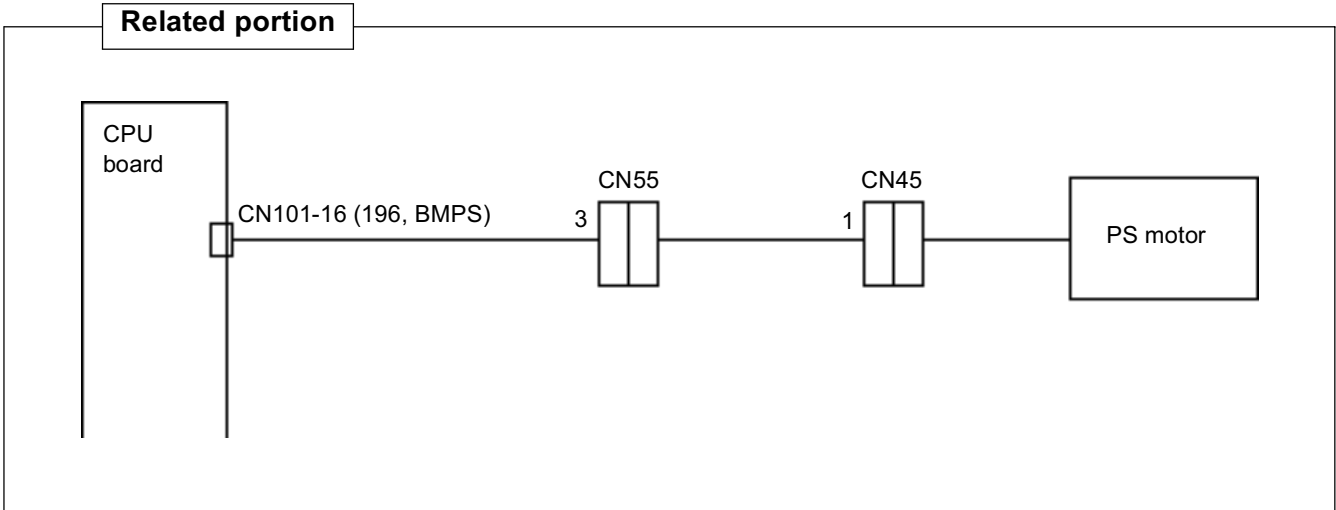 Related portion
CPU
board
CN55
CN45
CN101-16 (196, BMPS)
3
1
PS motor